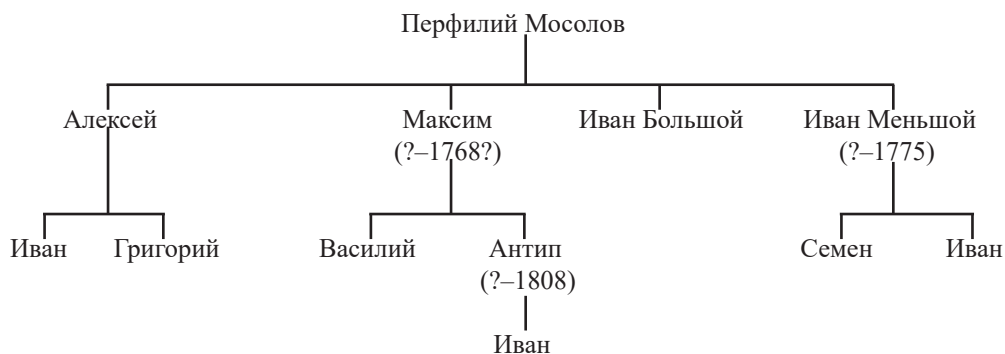 Перфилий Мосолов
Алексей Максим Иван Большой Иван Меньшой
(?–1768?) (?–1775)
Иван Григорий Василий Антип Семен Иван
(?–1808)
Иван